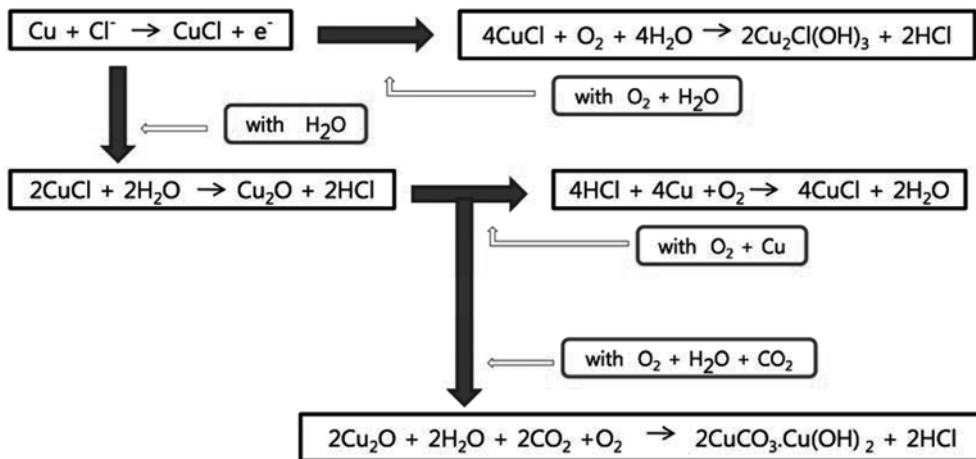 Cu + Cl⁻ → CuCl + e⁻
4CuCl + O₂ + 4H₂O → 2Cu₂Cl(OH)₃ + 2HCl
with O₂ + H₂O
with H₂O
2CuCl + 2H₂O → Cu₂O + 2HCl
4HCl + 4Cu +O₂ → 4CuCl + 2H₂O
with O₂ + Cu
with O₂ + H₂O + CO₂
2Cu₂O + 2H₂O + 2CO₂ +O₂ → 2CuCO₃.Cu(OH) ₂ + 2HCl